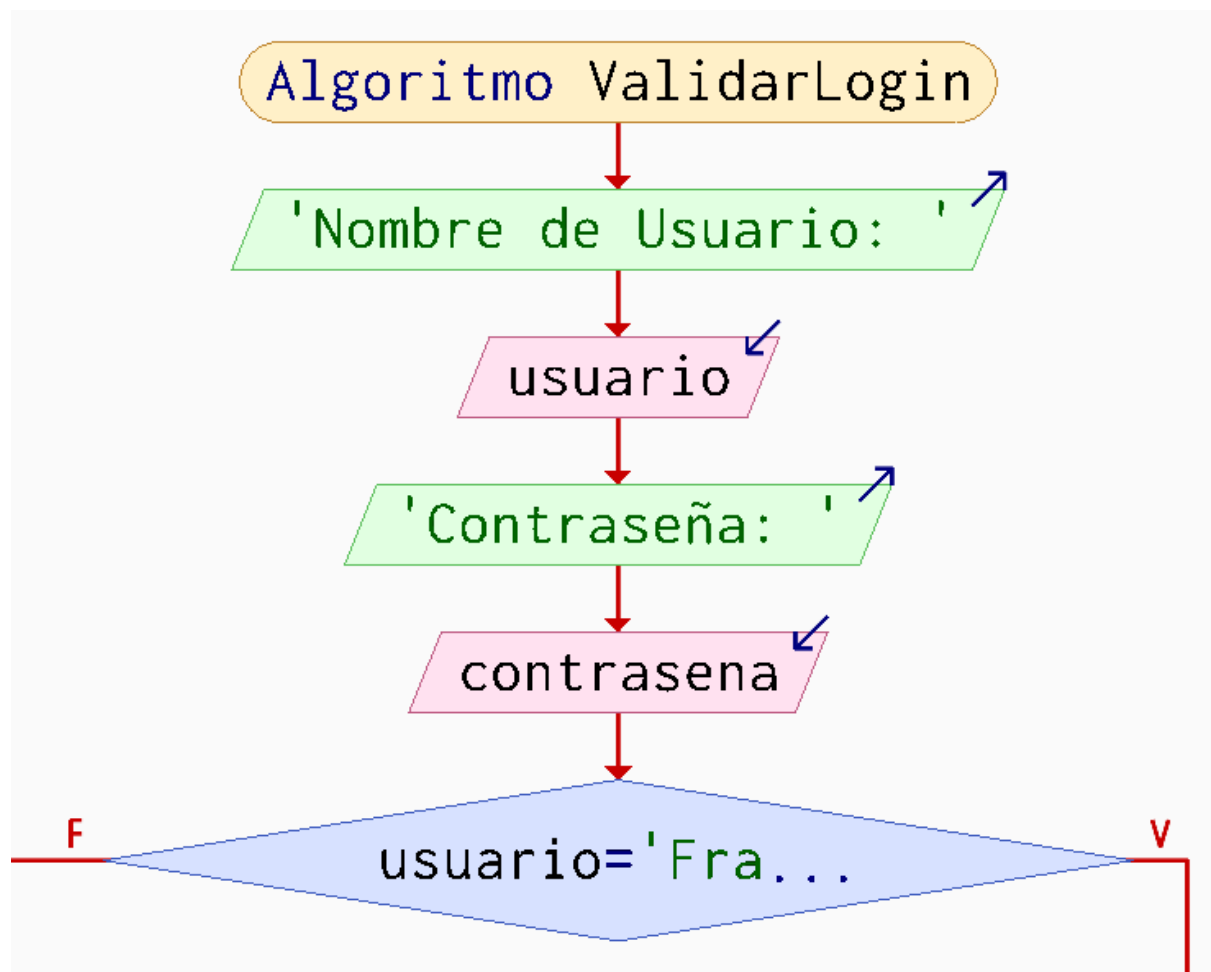 Algoritmo ValidarLogin
'Nombre de Usuario: '
usuario
'Contraseña: '
contrasena
F
V
usuario='Fra...